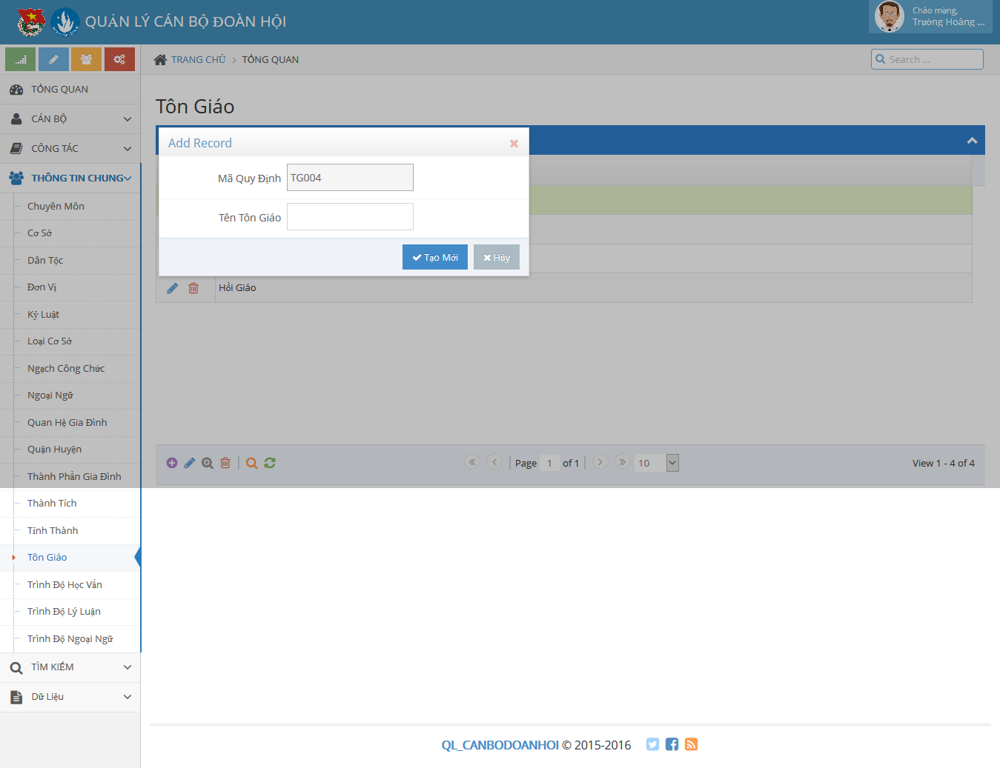 QUẢN LÝ CÁN BỘ ĐOÀN HỘI
Chào mừng,
Trường Hoàng ...
TRANG CHỦ
TỔNG QUAN
Search ...
TỔNG QUAN
CÁN BỘ
CÔNG TÁC
THÔNG TIN CHUNG
Chuyên Môn
Cơ Sở
Dân Tộc
Đơn Vị
Kỷ Luật
Loại Cơ Sở
Ngạch Công Chức
Ngoại Ngữ
Quan Hệ Gia Đình
Quận Huyện
Thành Phần Gia Đình
Thành Tích
Tỉnh Thành
Tôn Giáo
Trình Độ Học Vấn
Trình Độ Lý Luận
Trình Độ Ngoại Ngữ
TÌM KIẾM
Dữ Liệu
Tôn Giáo
Add Record
Mã Quy Định TG004
Tên Tôn Giáo
Tạo Mới
Hủy
Hồi Giáo
Page 1 of 1
10
View 1 - 4 of 4
QL_CANBODOANHOI © 2015-2016